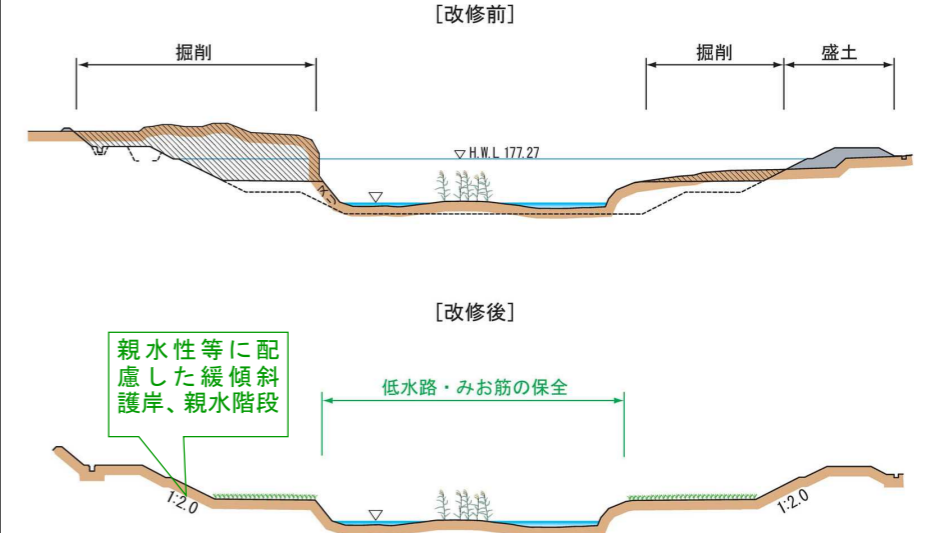 [改修前]
掘削
掘削
盛土
▽H.W.L 177.27
[改修後]
親水性等に配
慮した緩傾斜
護岸、親水階段
低水路・みお筋の保全
1:2.0
1:2.0